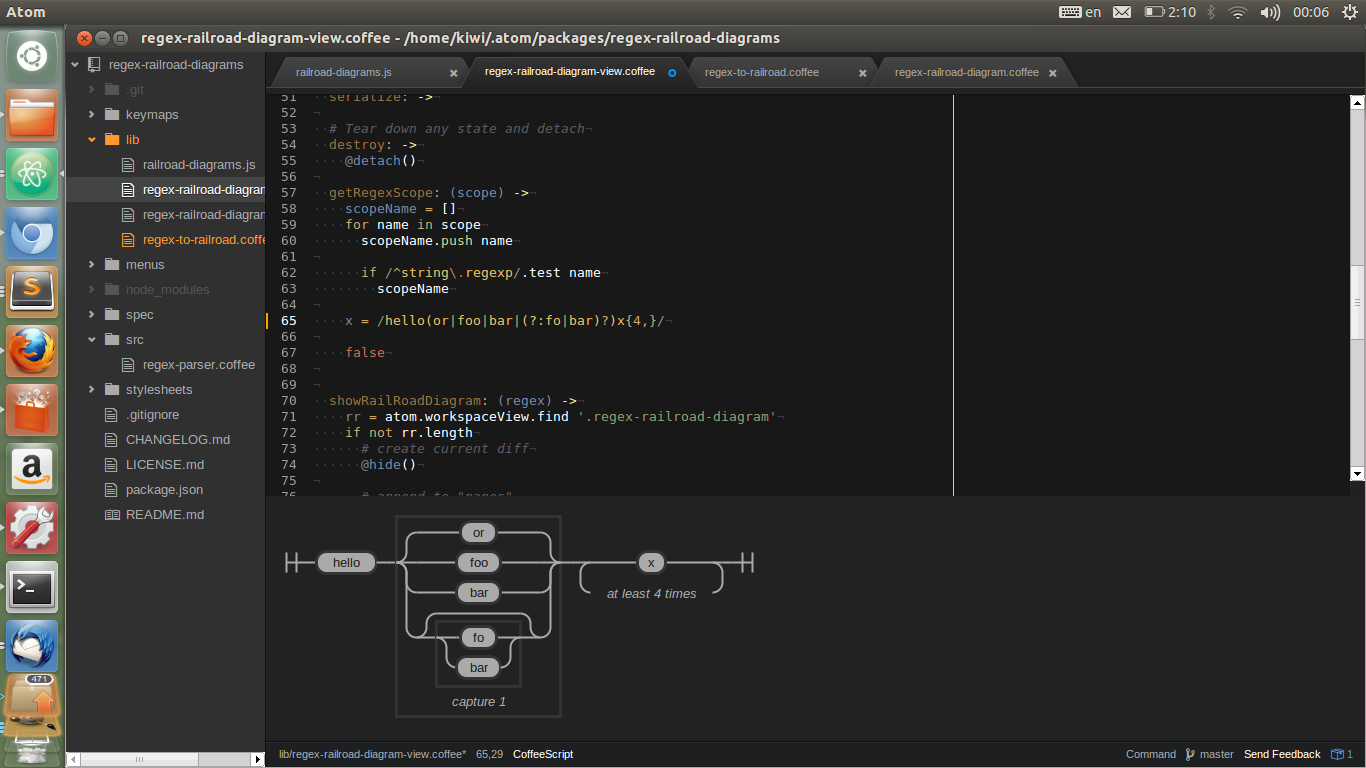 Atom
en
2:10
00:06
regex-railroad-diagram-view.coffee - /home/kiwi/.atom/packages/regex-railroad-diagrams
regex-railroad-diagrams
.git
keymaps
lib
railroad-diagrams.js
regex-railroad-diagram
regex-railroad-diagram
regex-to-railroad.coffe
menus
node_modules
spec
src
regex-parser.coffee
stylesheets
.gitignore
CHANGELOG.md
LICENSE.md
package.json
README.md
471
railroad-diagrams.js
regex-railroad-diagram-view.coffee
regex-to-railroad.coffee
regex-railroad-diagram.coffee
51 serialize: ->
52
53 # Tear down any state and detach
54 destroy: ->
55 @detach()
56
57 getRegexScope: (scope) ->
58 scopeName = []
59 for name in scope
60 scopeName.push name
61
62 if /^string\.regexp/.test name
63 scopeName
64
65 x = /hello(or|foo|bar|(?:fo|bar)?)x{4,}/
66
67 false
68
69
70 showRailRoadDiagram: (regex) ->
71 rr = atom.workspaceView.find '.regex-railroad-diagram'
72 if not rr.length
73 # create current diff
74 @hide()
75
76 # append to "panes"
or
hello
foo
x
bar
at least 4 times
fo
bar
capture 1
lib/regex-railroad-diagram-view.coffee* 65,29 CoffeeScript
Command master Send Feedback 1